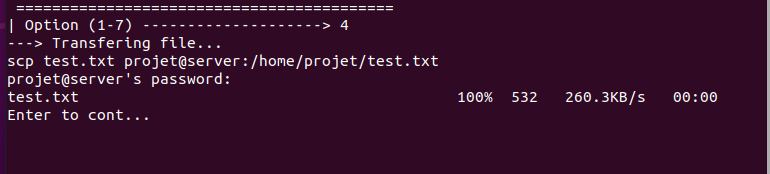 ==========================================
| Option (1-7) --------------------> 4
---> Transfering file...
scp test.txt projet@server:/home/projet/test.txt
projet@server's password:
test.txt 100% 532 260.3KB/s 00:00
Enter to cont...